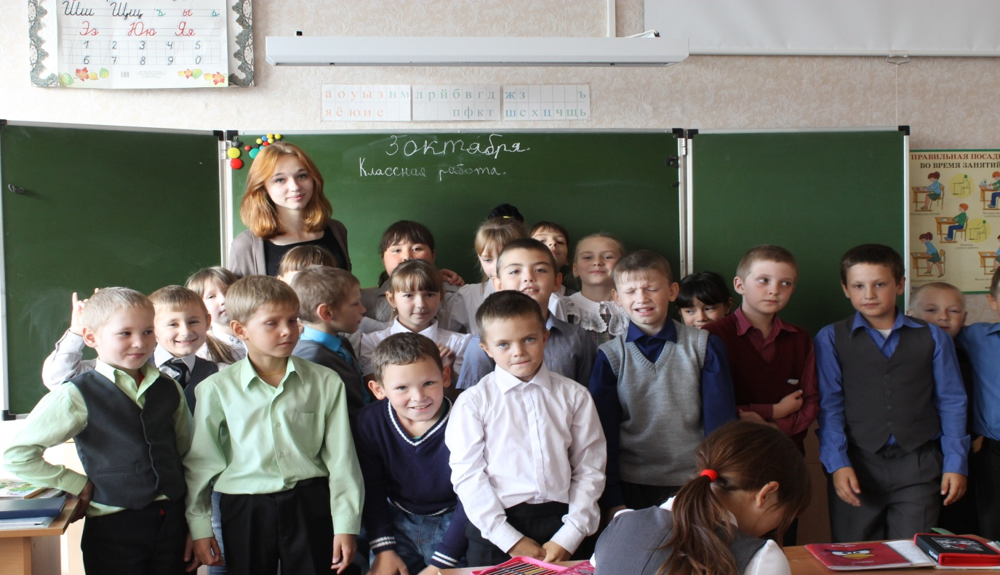 Шш Щщ ъ ы ь
Ээ Юю Яя
1 2 3 4 5
6 7 8 9 0
а о у ы э н м л р й б в г д ж з ъ
я ё ю и е п ф к т ш с х ц ч щ ь
3 октября.
Классная работа.
ПРАВИЛЬНАЯ ПОСАД
ВО ВРЕМЯ ЗАНЯТИЙ